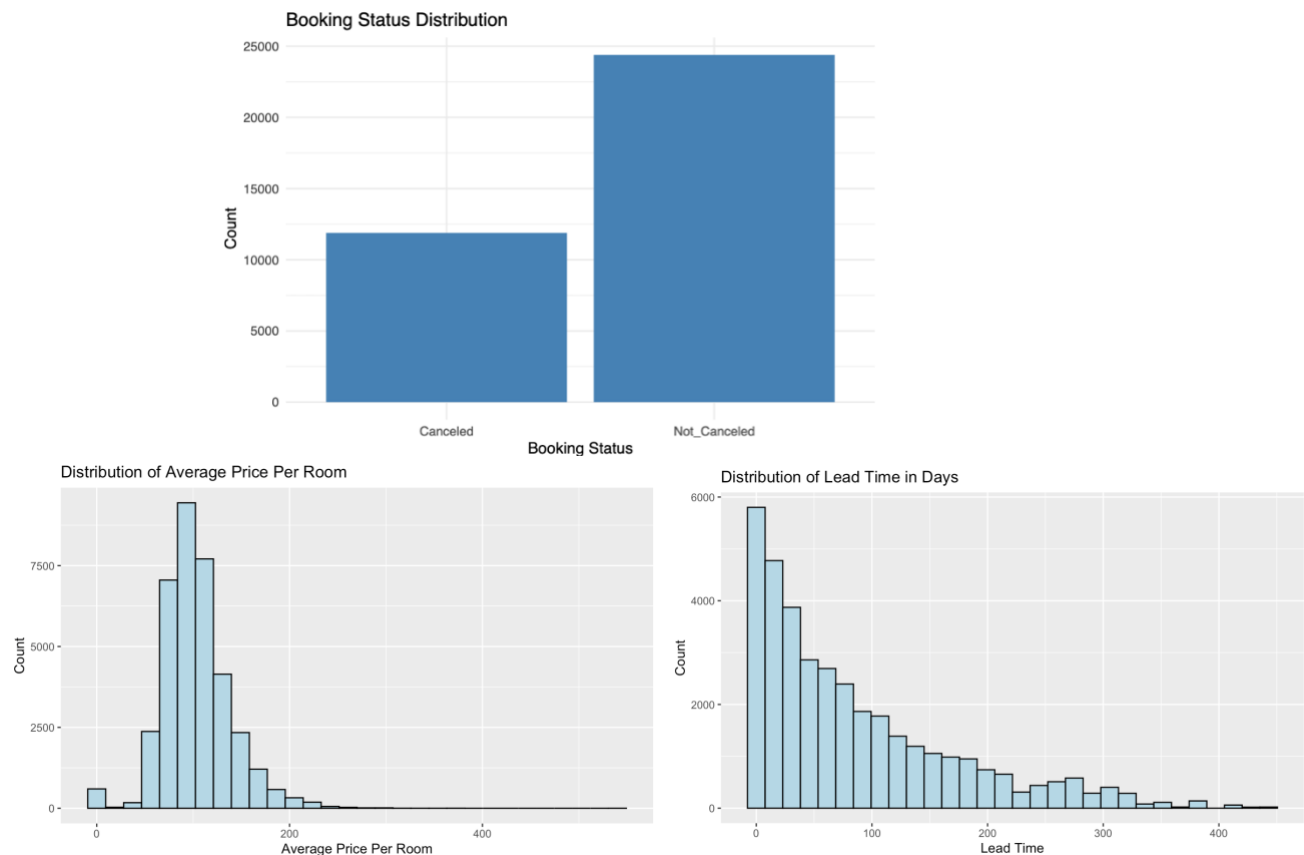 Booking Status Distribution
25000
20000
15000
10000
5000
0
Count
Canceled Not_Canceled
Booking Status
Distribution of Average Price Per Room
7500
5000
2500
0
Count
0 200 400
Average Price Per Room
Distribution of Lead Time in Days
6000
4000
2000
0
Count
0 100 200 300 400
Lead Time